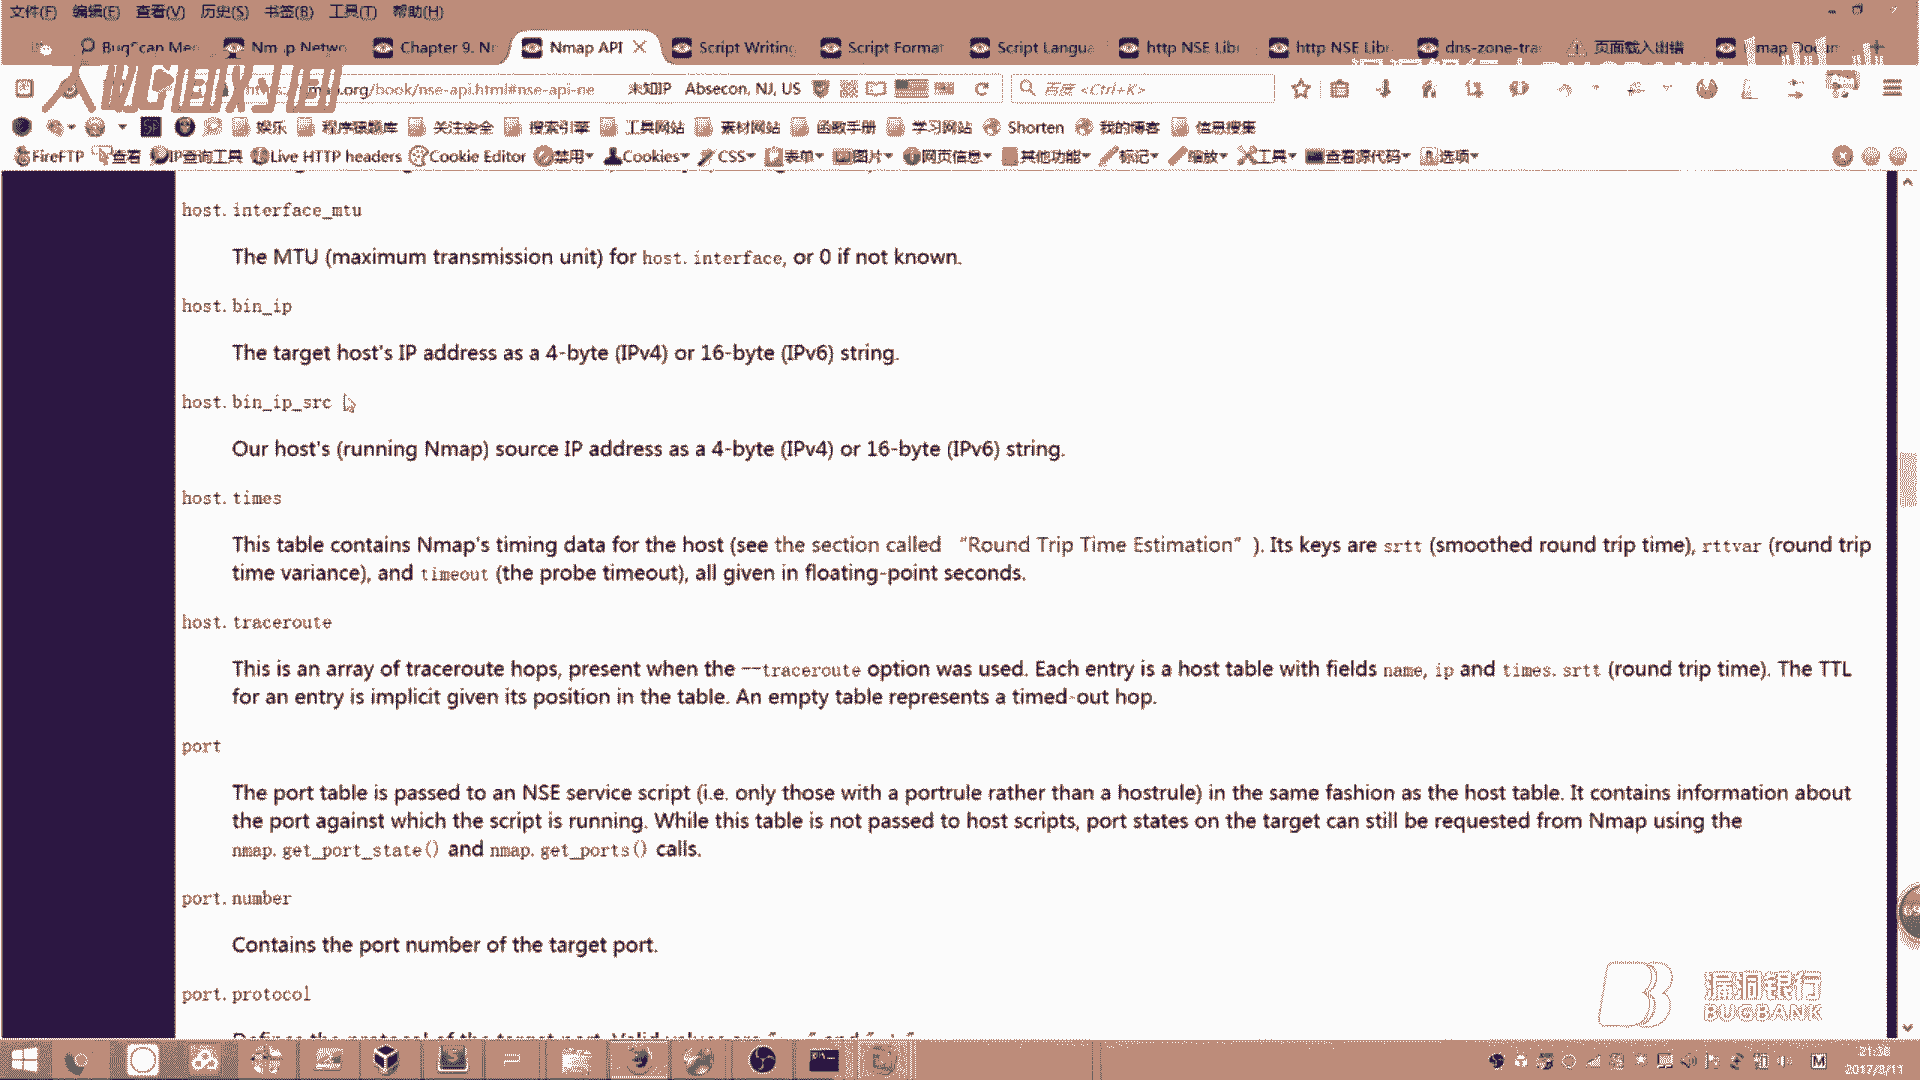 文件(F) 编辑(E) 查看(V) 历史(S) 书签(B) 工具(T) 帮助(H)
BugScan Me Nmap Netwo Chapter 9. N Nmap API Script Writing Script Format Script Langua http NSE Lib http NSE Libr dns-zone-tra 页面载入出错 Nmap Docum
大咖面对面
.org/book/nse-api.html#nse-api-ne 未知IP Absecon, NJ, US 百度 <Ctrl+K>
娱乐 程序破题库 关注安全 搜索引擎 工具网站 素材网站 函数手册 学习网站 Shorten 我的博客 信息搜集
FireFTP 查看 IP查询工具 Live HTTP headers Cookie Editor 禁用 Cookies CSS 表单 图片 网页信息 其他功能 标记 缩放 工具 查看源代码 选项
host.interface_mtu
The MTU (maximum transmission unit) for host.interface, or 0 if not known.
host.bin_ip
The target host's IP address as a 4-byte (IPv4) or 16-byte (IPv6) string.
host.bin_ip_src
Our host's (running Nmap) source IP address as a 4-byte (IPv4) or 16-byte (IPv6) string.
host.times
This table contains Nmap's timing data for the host (see the section called “Round Trip Time Estimation”). Its keys are srtt (smoothed round trip time), rttvar (round trip
time variance), and timeout (the probe timeout), all given in floating-point seconds.
host.traceroute
This is an array of traceroute hops, present when the --traceroute option was used. Each entry is a host table with fields name, ip and times.srtt (round trip time). The TTL
for an entry is implicit given its position in the table. An empty table represents a timed-out hop.
port
The port table is passed to an NSE service script (i.e. only those with a portrule rather than a hostrule) in the same fashion as the host table. It contains information about
the port against which the script is running. While this table is not passed to host scripts, port states on the target can still be requested from Nmap using the
nmap.get_port_state() and nmap.get_ports() calls.
port.number
Contains the port number of the target port.
port.protocol
Defines the protocol of the target port. Valid values are
漏洞银行
BUGBANK
21:38
2017/8/11